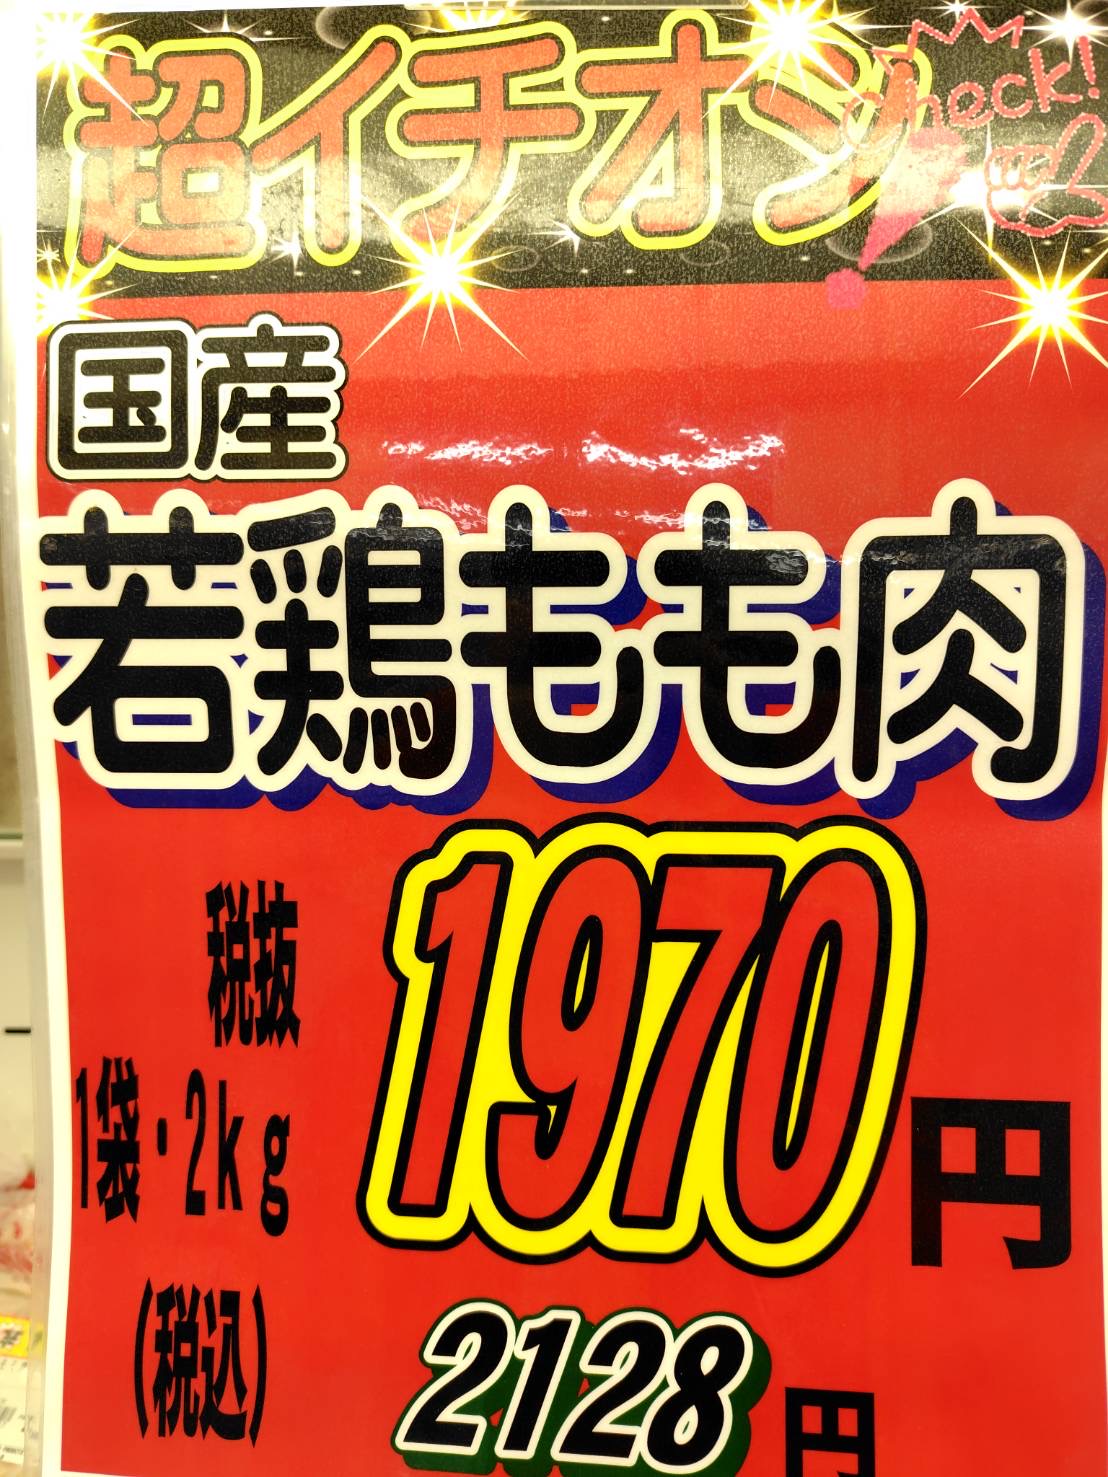 超イチオシ
Check!
国産
若鶏もも肉
税抜
1袋・2kg
1970円
(税込)
2128円